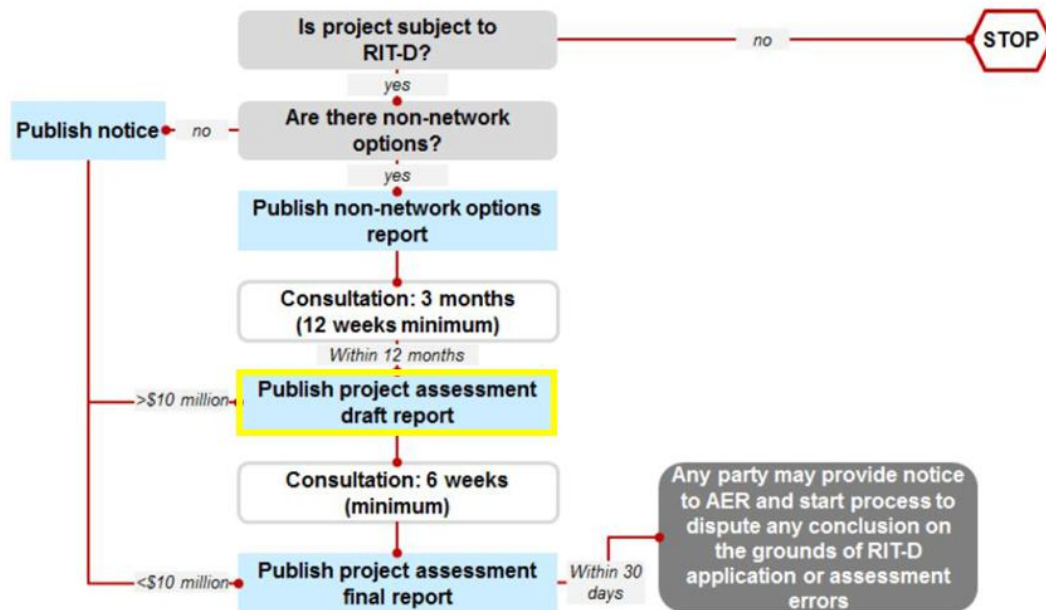 Is project subject to
RIT-D?
no
STOP
yes
Publish notice
no
Are there non-network
options?
yes
Publish non-network options
report
Consultation: 3 months
(12 weeks minimum)
Within 12 months
>$10 million
Publish project assessment
draft report
Consultation: 6 weeks
(minimum)
<$10 million
Publish project assessment
final report
Within 30
days
Any party may provide notice
to AER and start process to
dispute any conclusion on
the grounds of RIT-D
application or assessment
errors